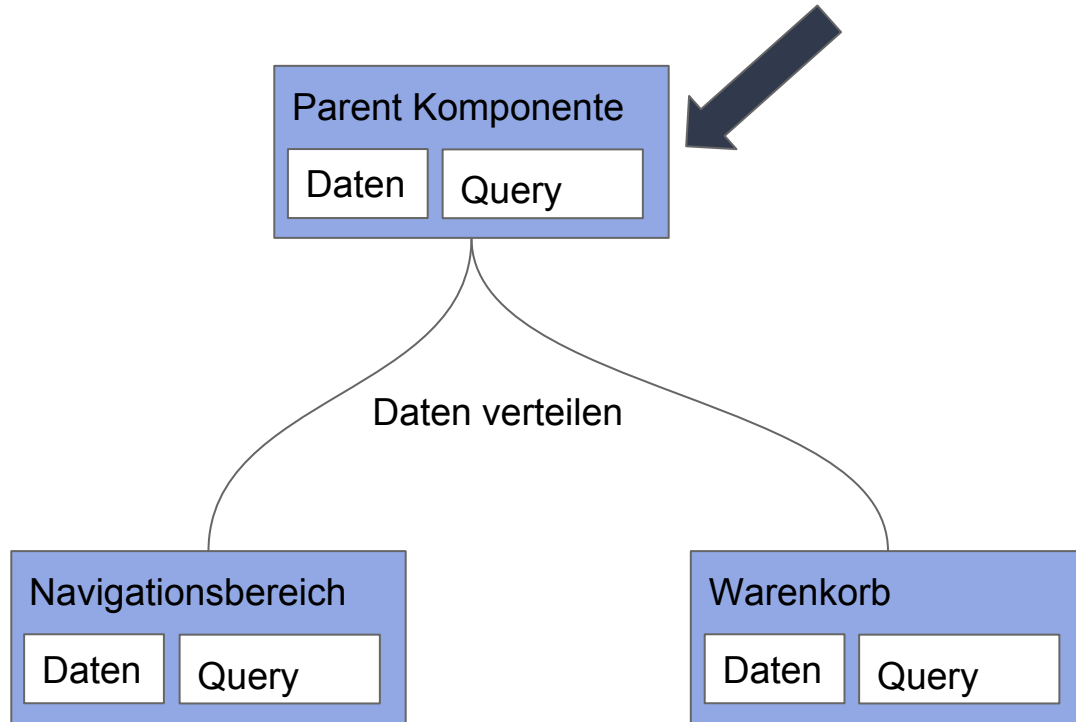 Parent Komponente
Daten Query
Daten verteilen
Navigationsbereich
Daten Query
Warenkorb
Daten Query